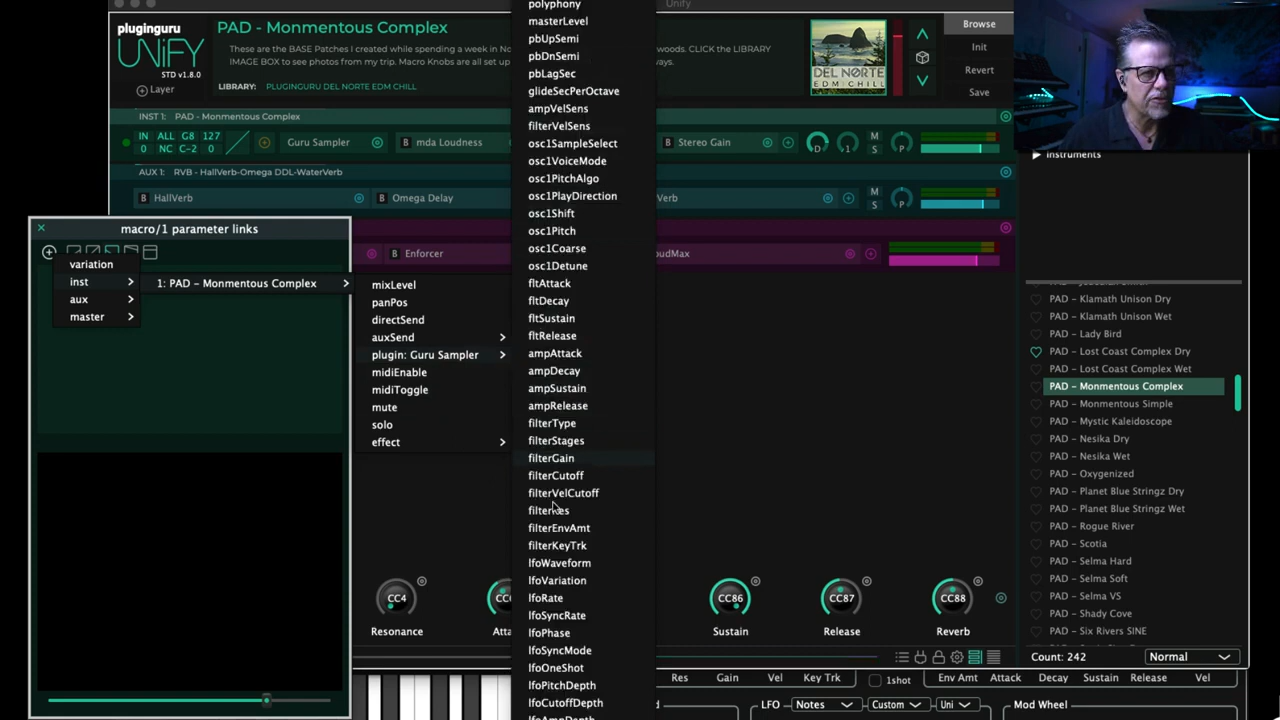 Unify
pluginguru
UNiFY
STD v1.8.0
Layer
PAD - Monmentous Complex
These are the BASE Patches I created while spending a week in No
woods. CLICK the LIBRARY
IMAGE BOX to see photos from my trip. Macro Knobs are all set up
ays.
LIBRARY: PLUGINGURU DEL NORTE EDM CHILL
DEL NORTE
EDM CHILL
Browse
Init
Revert
Save
INST 1: PAD - Monmentous Complex
IN ALL G8 127
0 NC C-2 0
Guru Sampler
B mda Loudness
B Stereo Gain
D
1
M
S
P
AUX 1: RVB - HallVerb-Omega DDL-WaterVerb
B HallVerb
B Omega Delay
Verb
M
S
P
B Enforcer
oudMax
macro/1 parameter links
variation
inst
aux
master
1: PAD – Monmentous Complex
mixLevel
panPos
directSend
auxSend
plugin: Guru Sampler
midiEnable
midiToggle
mute
solo
effect
polyphony
masterLevel
pbUpSemi
pbDnSemi
pbLagSec
glideSecPerOctave
ampVelSens
filterVelSens
osc1SampleSelect
osc1VoiceMode
osc1PitchAlgo
osc1PlayDirection
osc1Shift
osc1Pitch
osc1Coarse
osc1Detune
fltAttack
fltDecay
fltSustain
fltRelease
ampAttack
ampDecay
ampSustain
ampRelease
filterType
filterStages
filterGain
filterCutoff
filterVelCutoff
filterRes
filterEnvAmt
filterKeyTrk
lfoWaveform
lfoVariation
lfoRate
lfoSyncRate
lfoPhase
lfoSyncMode
lfoOneShot
lfoPitchDepth
lfoCutoffDepth
lfoAmpDepth
Instruments
PAD – Klamath Unison Dry
PAD – Klamath Unison Wet
PAD – Lady Bird
PAD – Lost Coast Complex Dry
PAD – Lost Coast Complex Wet
PAD – Monmentous Complex
PAD – Monmentous Simple
PAD – Mystic Kaleidoscope
PAD – Nesika Dry
PAD – Nesika Wet
PAD – Oxygenized
PAD – Planet Blue Stringz Dry
PAD – Planet Blue Stringz Wet
PAD – Rogue River
PAD – Scotia
PAD – Selma Hard
PAD – Selma Soft
PAD – Selma VS
PAD – Shady Cove
PAD – Six Rivers SINE
Count: 242
Normal
CC4
CC86
CC87
CC88
Resonance
Atta
Sustain
Release
Reverb
Res Gain Vel Key Trk
1shot
Env Amt Attack Decay Sustain Release Vel
LFO Notes Custom Uni
Mod Wheel